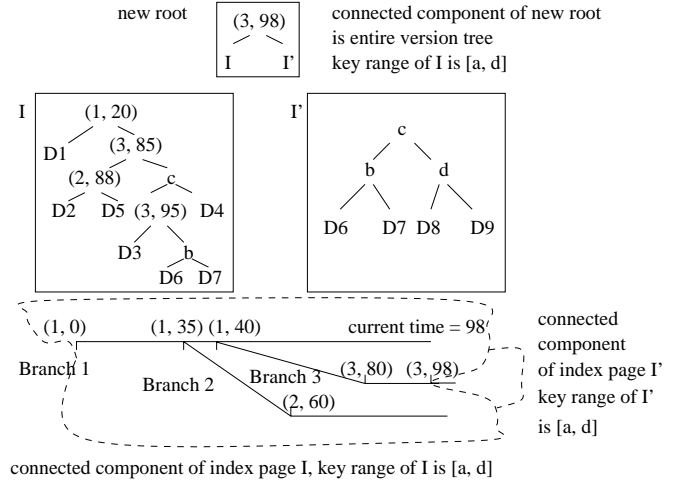 new root
(3, 98)
I I'
connected component of new root
is entire version tree
key range of I is [a, d]
I
(1, 20)
D1
(3, 85)
(2, 88)
c
D2 D5 (3, 95) D4
D3
b
D6 D7
I'
c
b d
D6 D7 D8 D9
(1, 0) (1, 35) (1, 40) current time = 98
Branch 1
Branch 2
Branch 3
(3, 80) (3, 98)
(2, 60)
connected
component
of index page I'
key range of I'
is [a, d]
connected component of index page I, key range of I is [a, d]